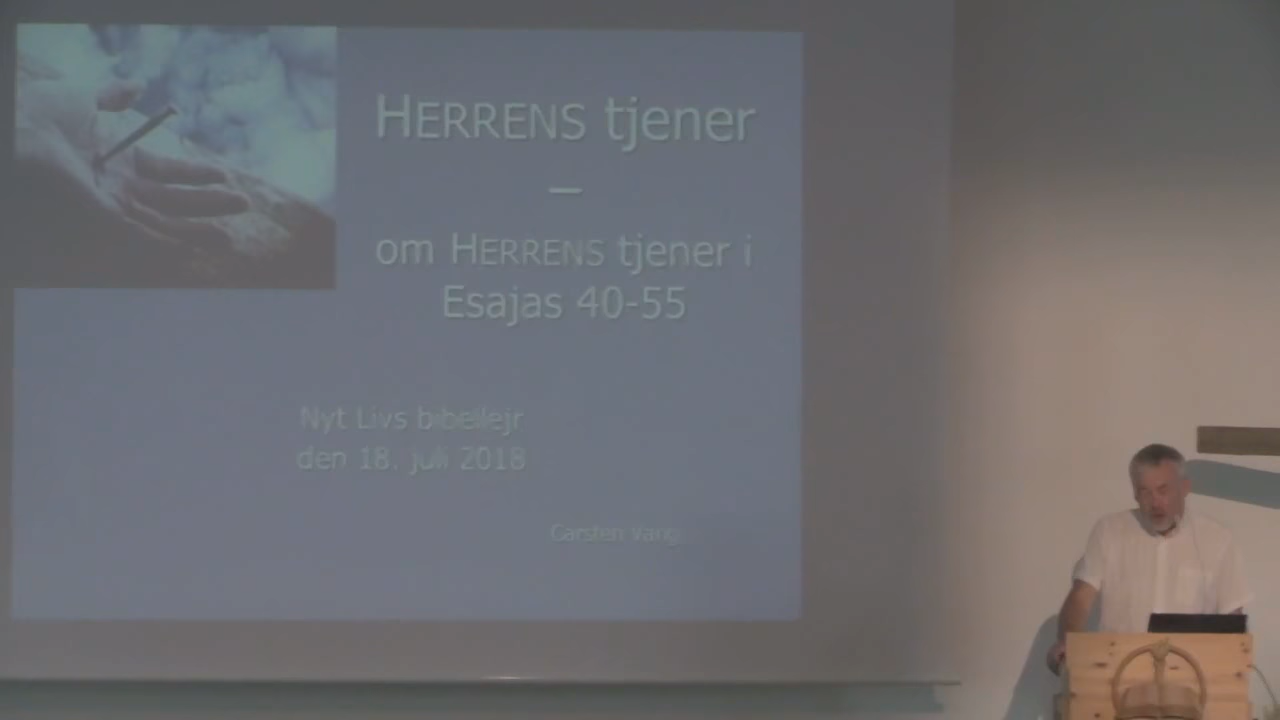 HERRENS tjener
–
om HERRENS tjener i
Esajas 40-55
Nyt Livs bibellejr
den 18. juli 2018
Carsten Vang